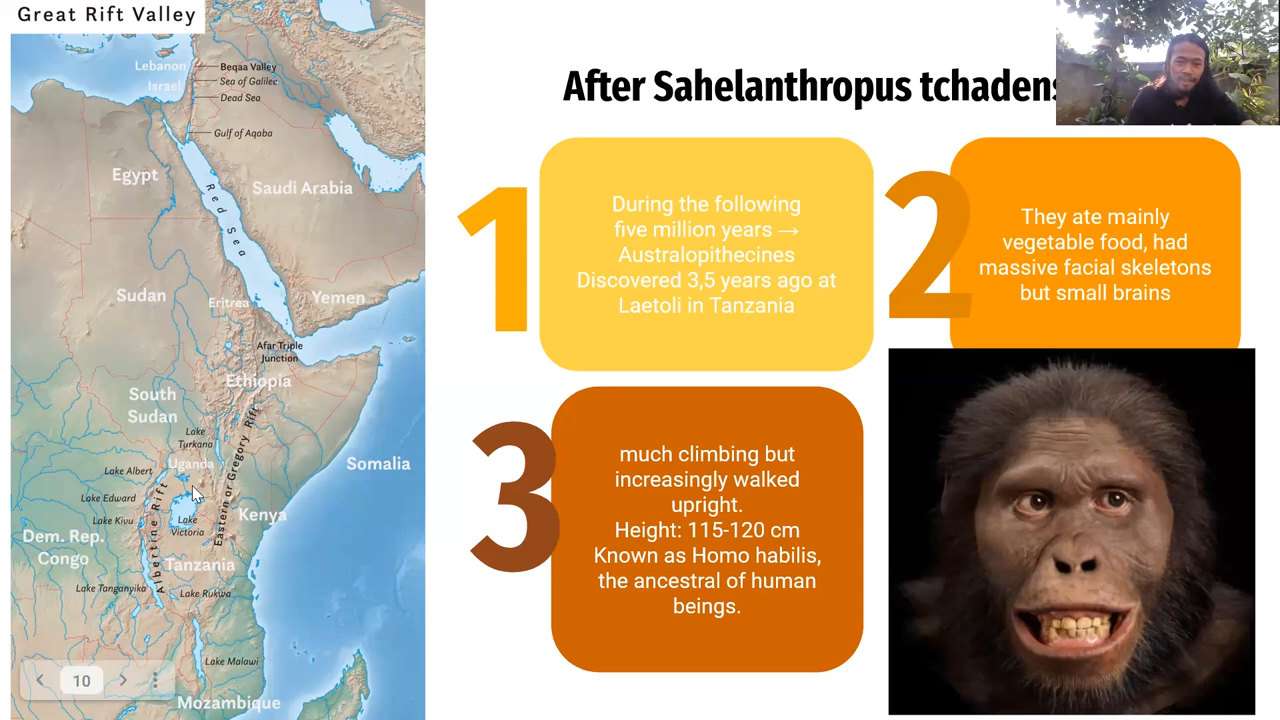 Great Rift Valley
Lebanon
Israel
Beqaa Valley
Sea of Galilee
Dead Sea
Gulf of Aqaba
Egypt
Saudi Arabia
Red Sea
Sudan
Eritrea
Yemen
Afar Triple
Junction
Ethiopia
South
Sudan
Lake
Turkana
Eastern or Gregory Rift
Somalia
Uganda
Lake Albert
Lake Edward
Lake Kivu
Lake
Victoria
Kenya
Albertine Rift
Dem. Rep.
Congo
Tanzania
Lake Tanganyika
Lake Rukwa
Lake Malawi
Mozambique
10
After Sahelanthropus tchadens
1
During the following
five million years →
Australopithecines
Discovered 3,5 years ago at
Laetoli in Tanzania
2
They ate mainly
vegetable food, had
massive facial skeletons
but small brains
3
much climbing but
increasingly walked
upright.
Height: 115-120 cm
Known as Homo habilis,
the ancestral of human
beings.